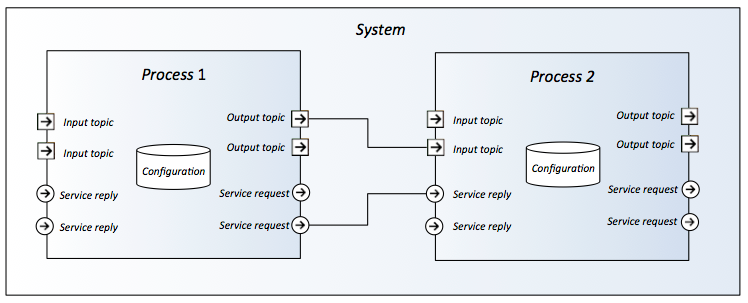 System
Process 1
Input topic
Input topic
Service reply
Service reply
Configuration
Output topic
Output topic
Service request
Service request
Process 2
Input topic
Input topic
Service reply
Service reply
Configuration
Output topic
Output topic
Service request
Service request